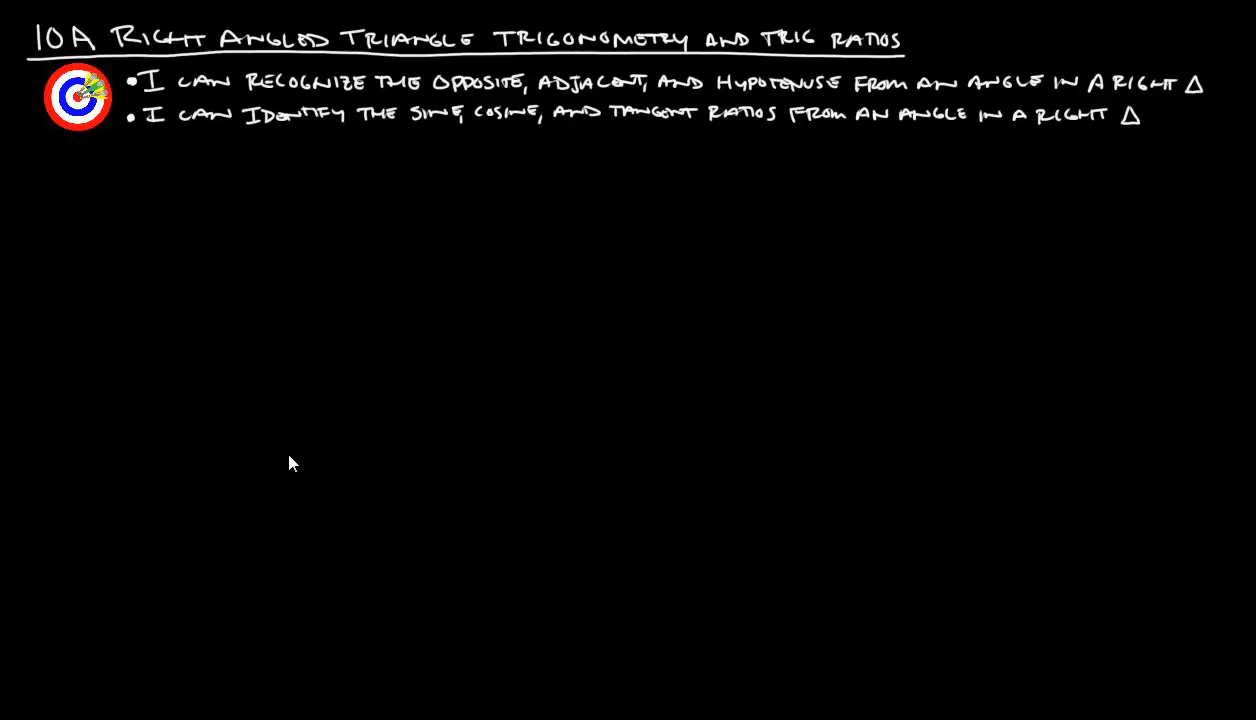 10A RIGHT ANGLED TRIANGLE TRIGONOMETRY AND TRIG RATIOS
• I CAN RECOGNIZE THE OPPOSITE, ADJACENT, AND HYPOTENUSE FROM AN ANGLE IN A RIGHT Δ
• I CAN IDENTIFY THE SINE, COSINE, AND TANGENT RATIOS FROM AN ANGLE IN A RIGHT Δ